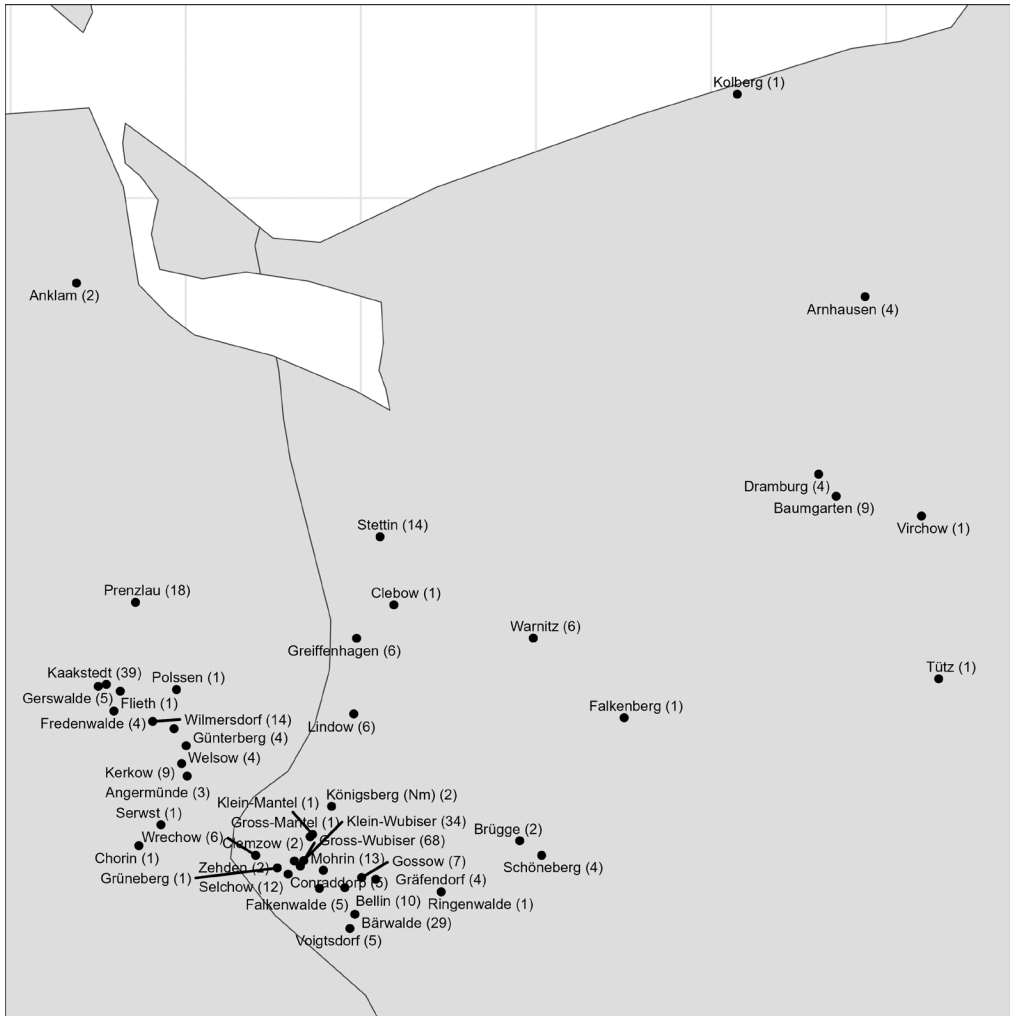 Kolberg (1)
Anklam (2)
Arnhausen (4)
Dramburg (4)
Baumgarten (9)
Virchow (1)
Stettin (14)
Prenzlau (18)
Clebow (1)
Warnitz (6)
Greiffenhagen (6)
Tütz (1)
Kaakstedt (39)
Polssen (1)
Gerswalde (5)
Flieth (1)
Falkenberg (1)
Fredenwalde (4)
Wilmersdorf (14)
Lindow (6)
Günterberg (4)
Welsow (4)
Kerkow (9)
Angermünde (3)
Königsberg (Nm) (2)
Klein-Mantel (1)
Serwst (1)
Gross-Mantel (1)
Klein-Wubiser (34)
Brügge (2)
Wrechow (6)
Clemzow (2)
Gross-Wubiser (68)
Chorin (1)
Mohrin (13)
Gossow (7)
Schöneberg (4)
Zehden (2)
Grüneberg (1)
Conraddorp (5)
Gräfendorf (4)
Selchow (12)
Falkenwalde (5)
Bellin (10)
Ringenwalde (1)
Bärwalde (29)
Voigtsdorf (5)